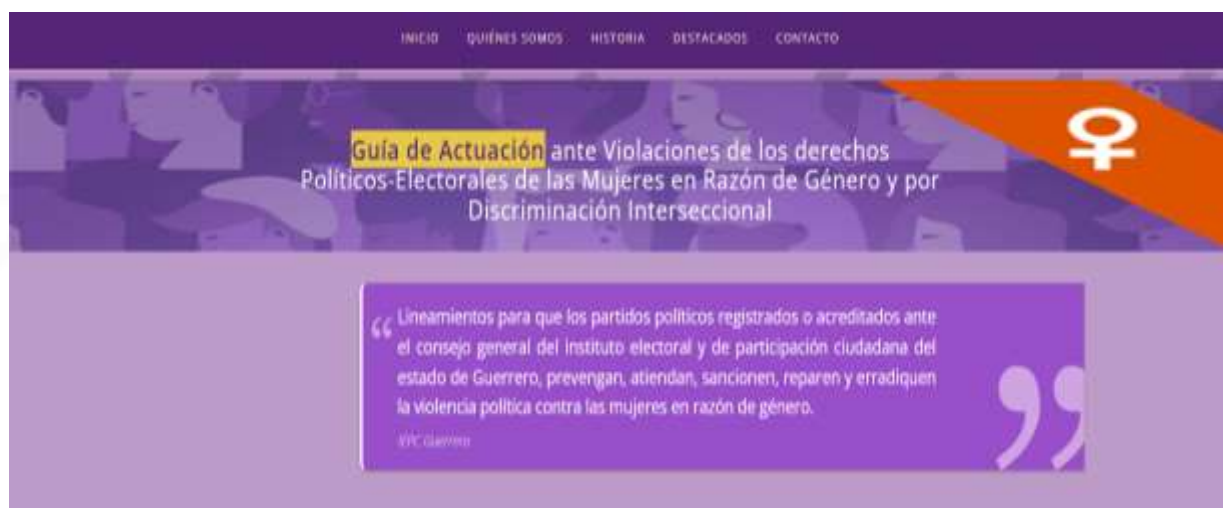 INICIO QUIÉNES SOMOS HISTORIA DESTACADOS CONTACTO
Guía de Actuación ante Violaciones de los derechos
Políticos-Electorales de las Mujeres en Razón de Género y por
Discriminación Interseccional
“ Lineamientos para que los partidos políticos registrados o acreditados ante
el consejo general del instituto electoral y de participación ciudadana del
estado de Guerrero, prevengan, atiendan, sancionen, reparen y erradiquen
la violencia política contra las mujeres en razón de género.
Guerrero
”